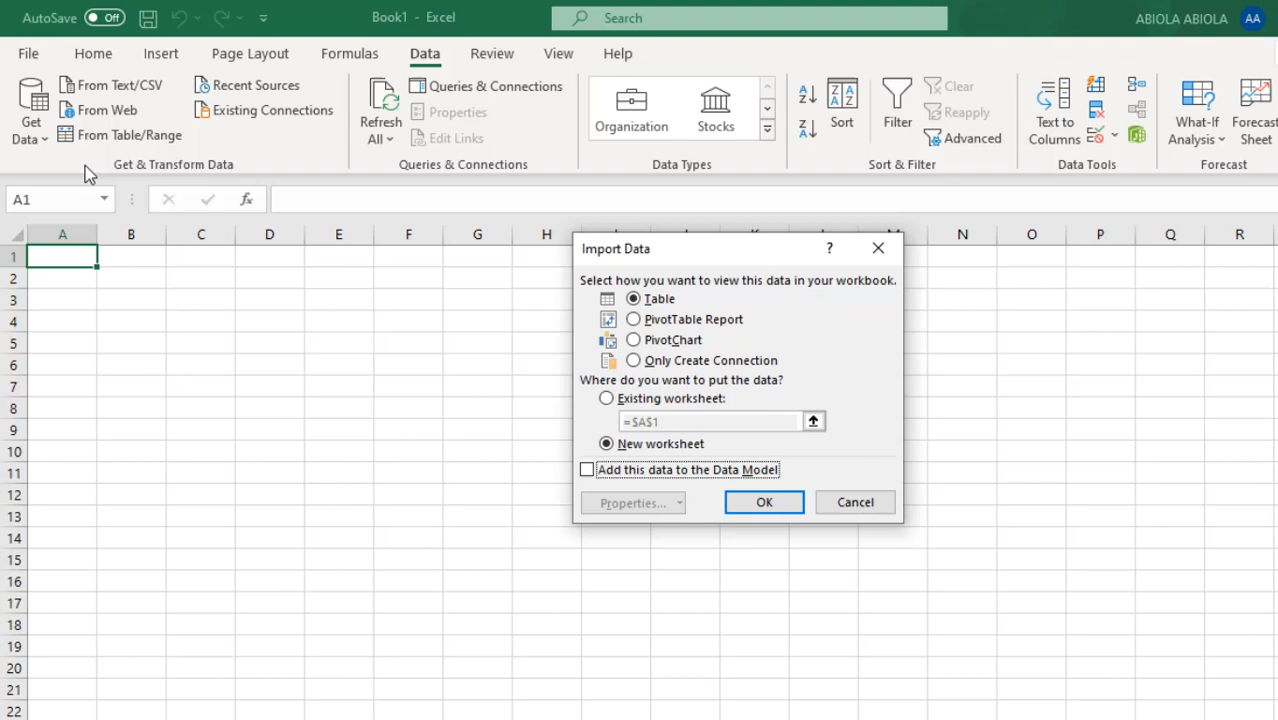 AutoSave Off Book1 - Excel Search ABIOLA ABIOLA AA
File Home Insert Page Layout Formulas Data Review View Help
Get Data
From Text/CSV
From Web
From Table/Range
Recent Sources
Existing Connections
Get & Transform Data
Refresh All
Queries & Connections
Properties
Edit Links
Queries & Connections
Organization Stocks
Data Types
Sort
Filter
Clear
Reapply
Advanced
Sort & Filter
Text to
Columns
Data Tools
What-If
Analysis
Forecast
Sheet
Forecast
A1 fx
A B C D E F G H N O P Q R
Import Data ? ×
Select how you want to view this data in your workbook.
Table
PivotTable Report
PivotChart
Only Create Connection
Where do you want to put the data?
Existing worksheet:
=$A$1
New worksheet
Add this data to the Data Model
Properties... OK Cancel
1
2
3
4
5
6
7
8
9
10
11
12
13
14
15
16
17
18
19
20
21
22